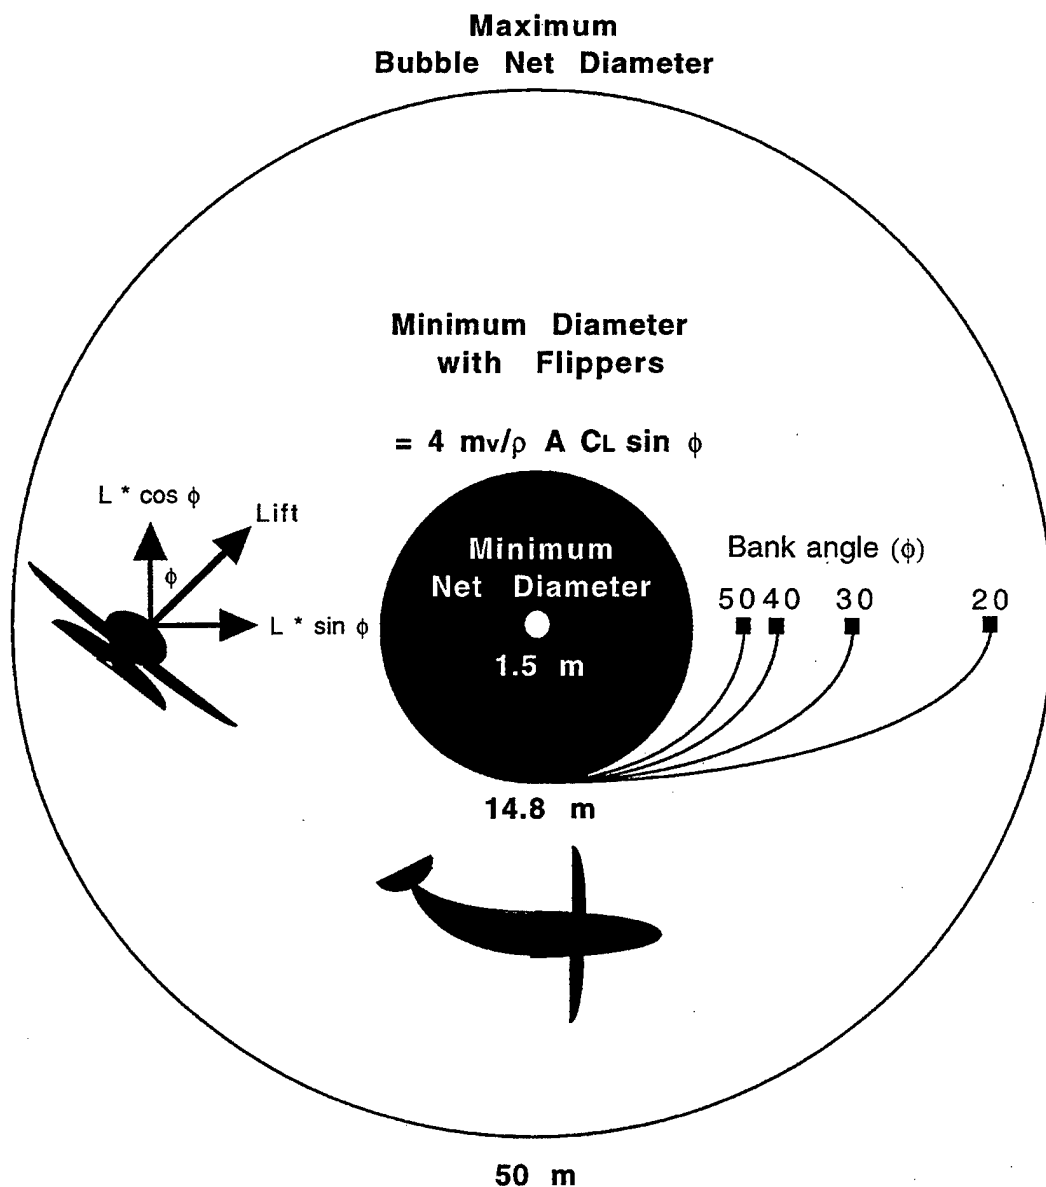 Maximum
Bubble Net Diameter
Minimum Diameter
with Flippers
= 4 mv/ρ A CL sin ϕ
L * cos ϕ
Lift
ϕ
L * sin ϕ
Minimum
Net Diameter
1.5 m
Bank angle (ϕ)
50 40 30 20
14.8 m
50 m